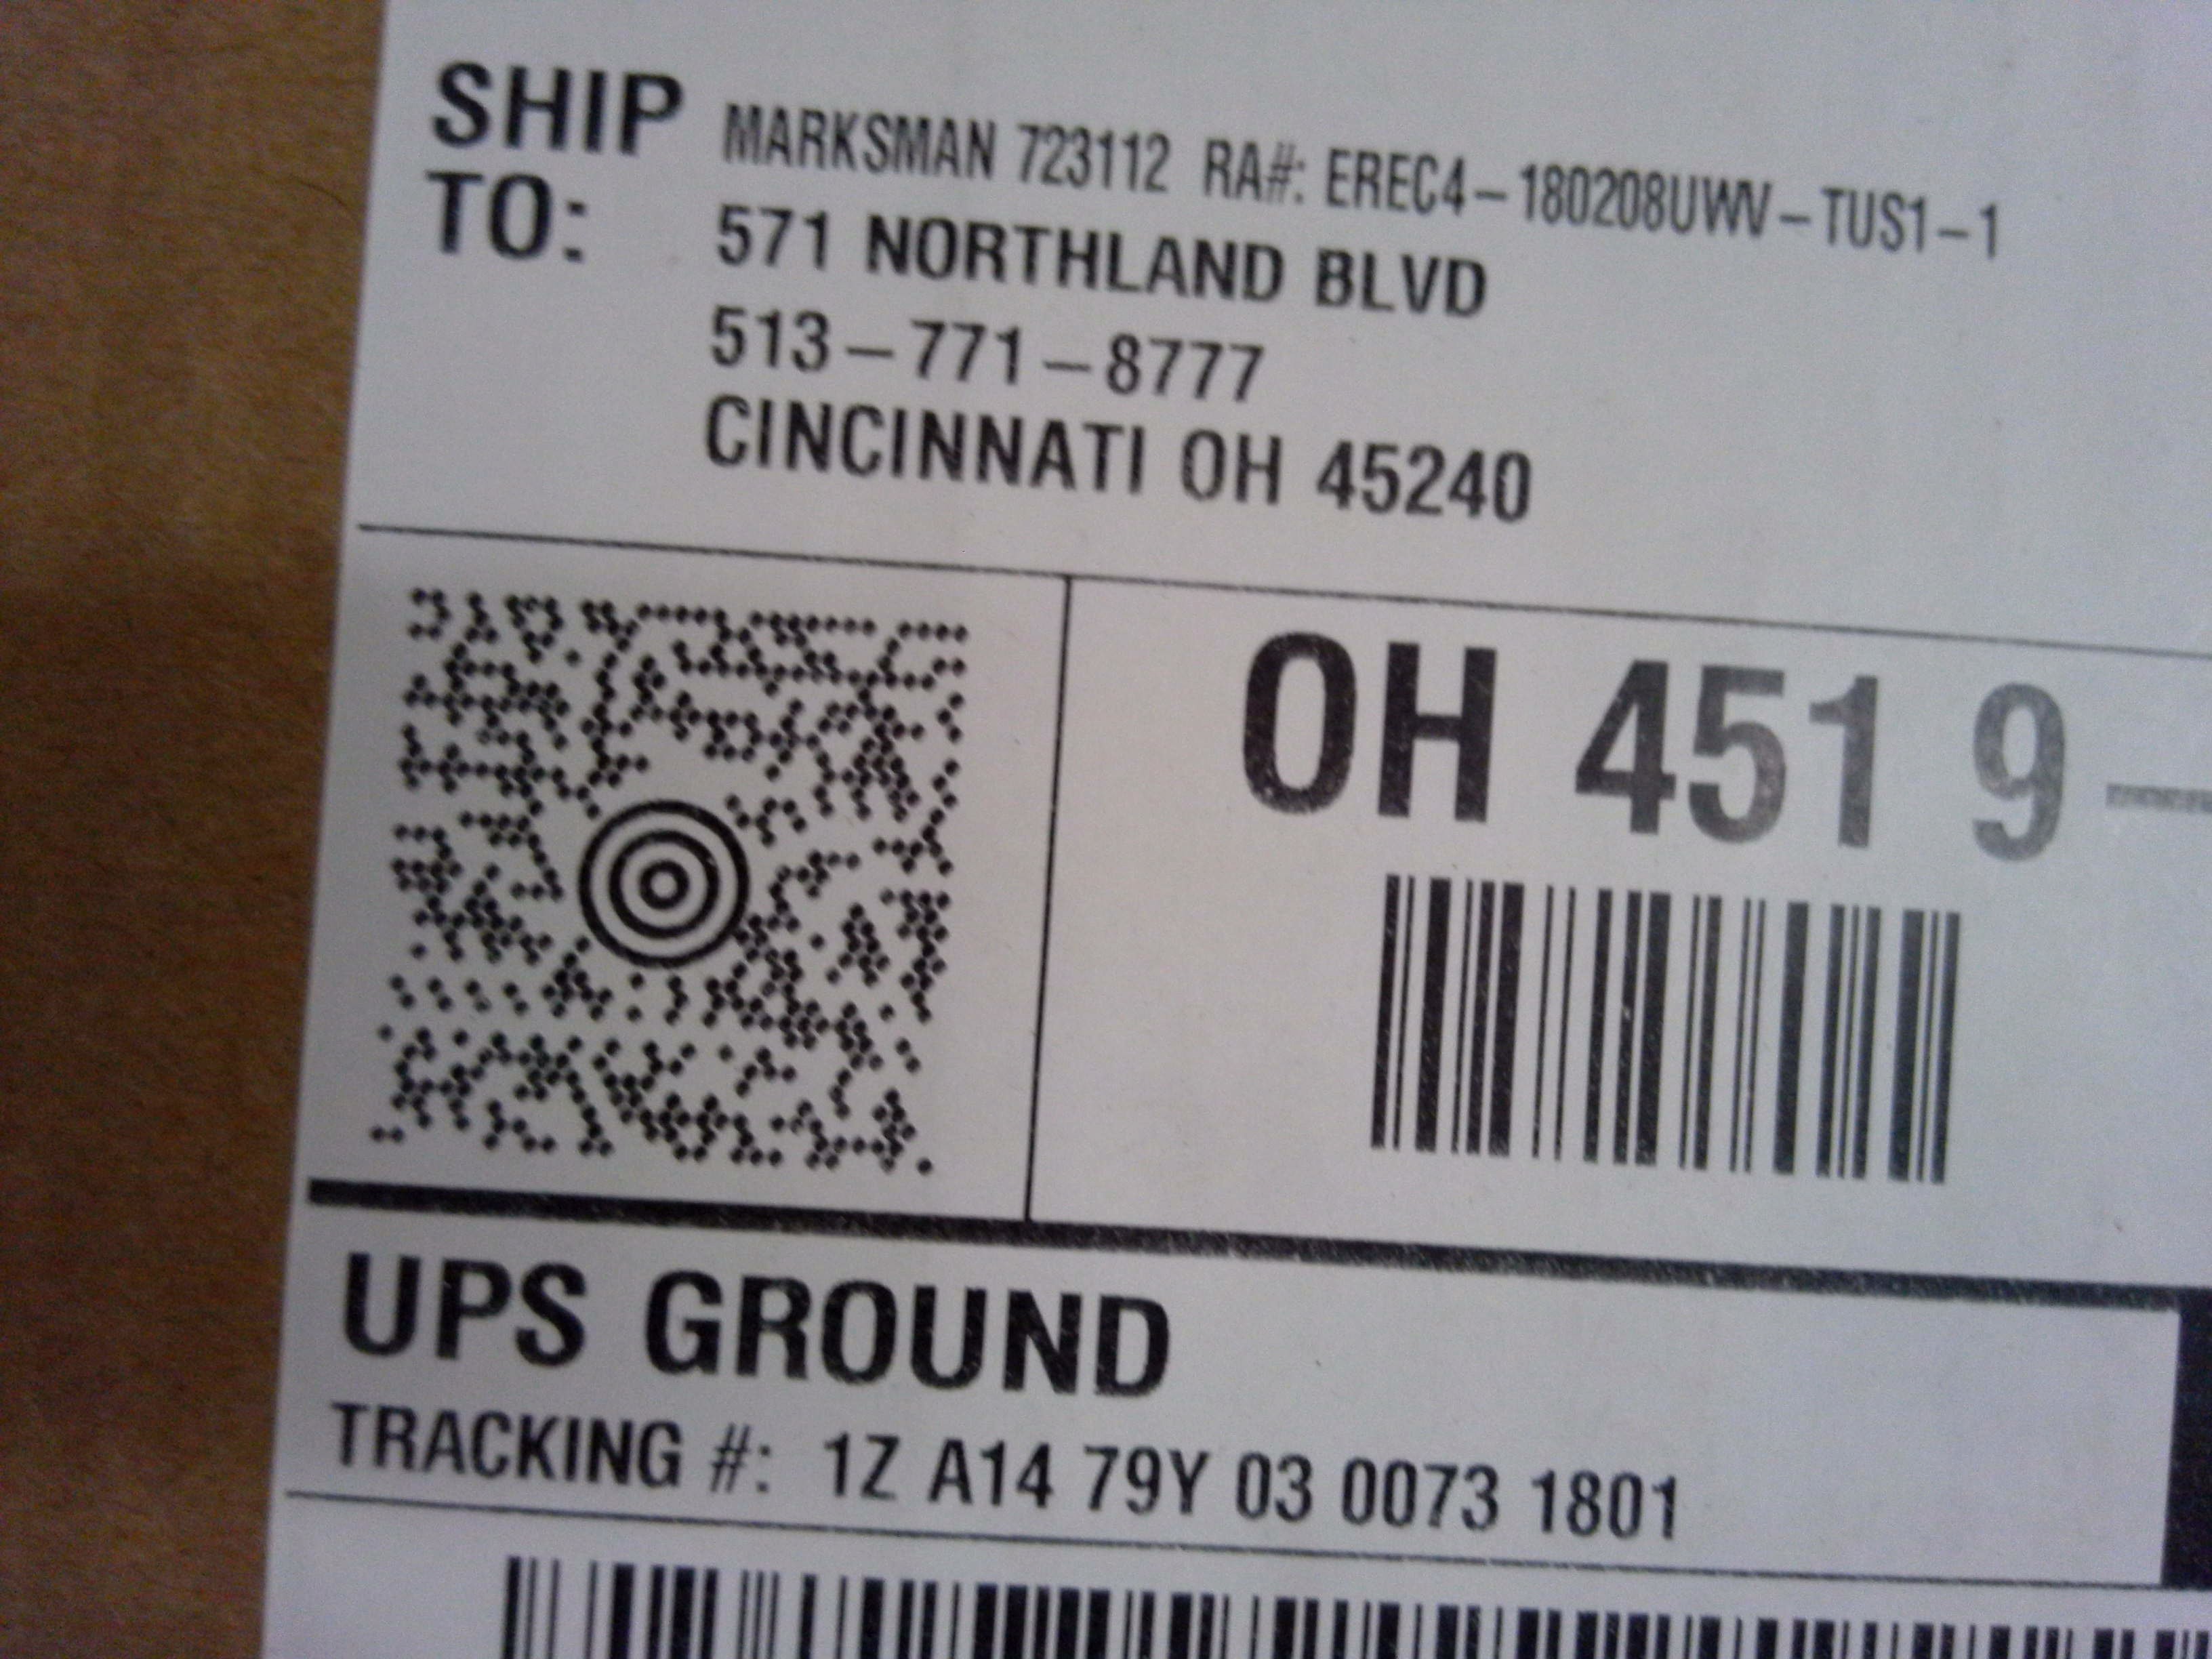 SHIP TO: MARKSMAN 723112 RA#: EREC4-180208UWV-TUS1-1
571 NORTHLAND BLVD
513-771-8777
CINCINNATI OH 45240
OH 451 9-
UPS GROUND
TRACKING #: 1Z A14 79Y 03 0073 1801